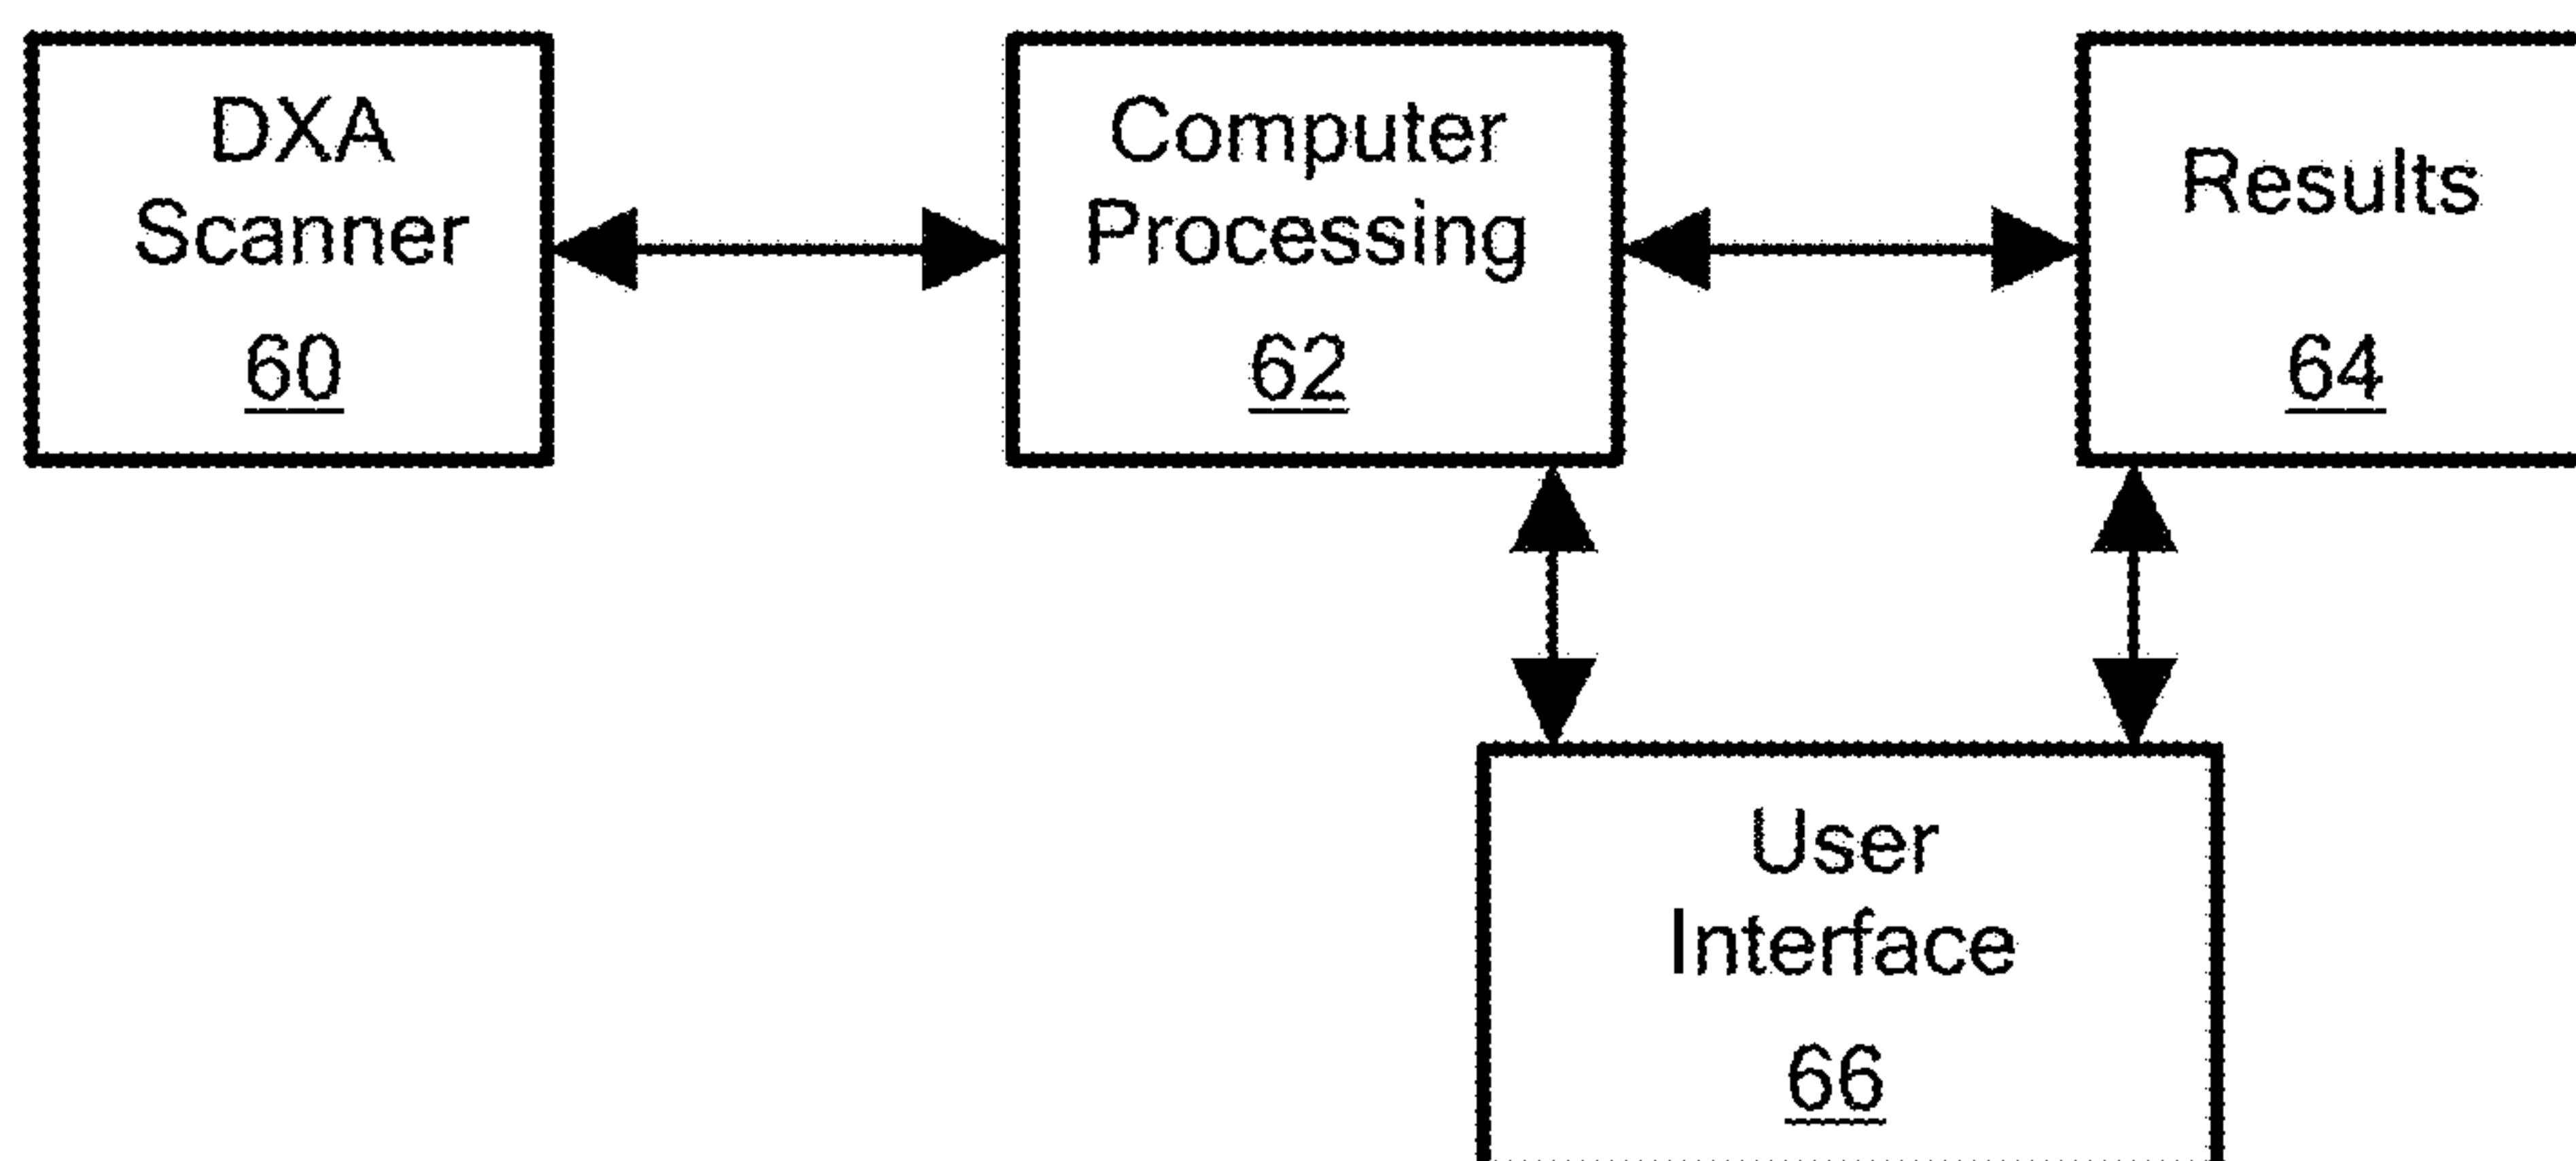 DXA
Scanner
60
Computer
Processing
62
Results
64
User
Interface
66